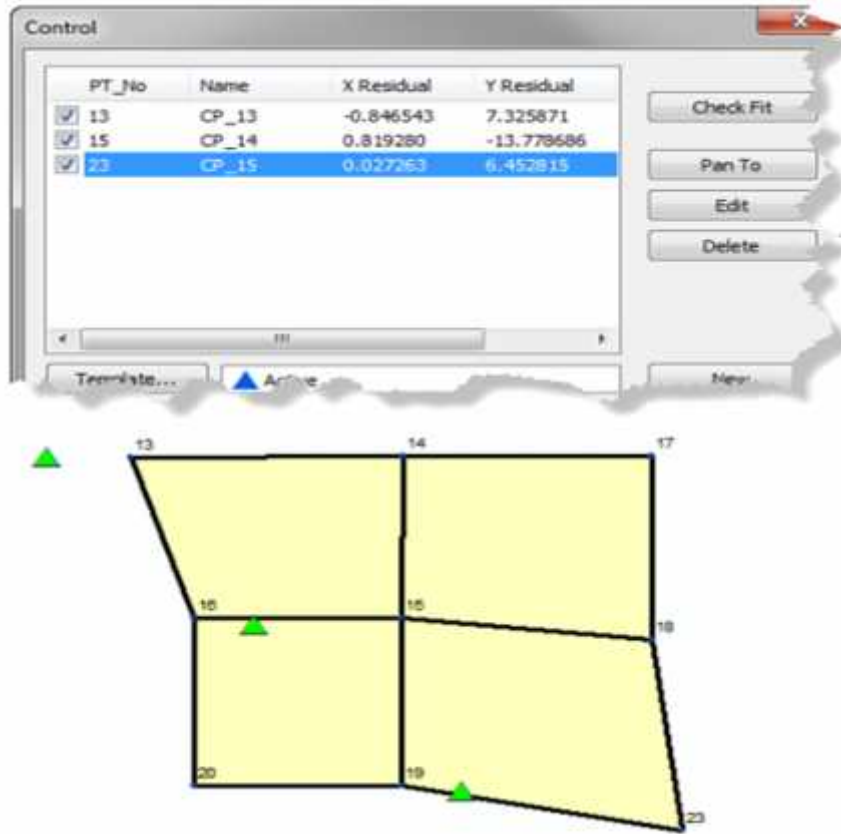 Control
PT_No Name X Residual Y Residual
13 CP_13 -0.846543 7.325871
15 CP_14 0.819280 -13.778686
23 CP_15 0.027263 6.452815
Check Fit
Pan To
Edit
Delete
Template... Active New
13 14 17
16 15 18
20 19 23